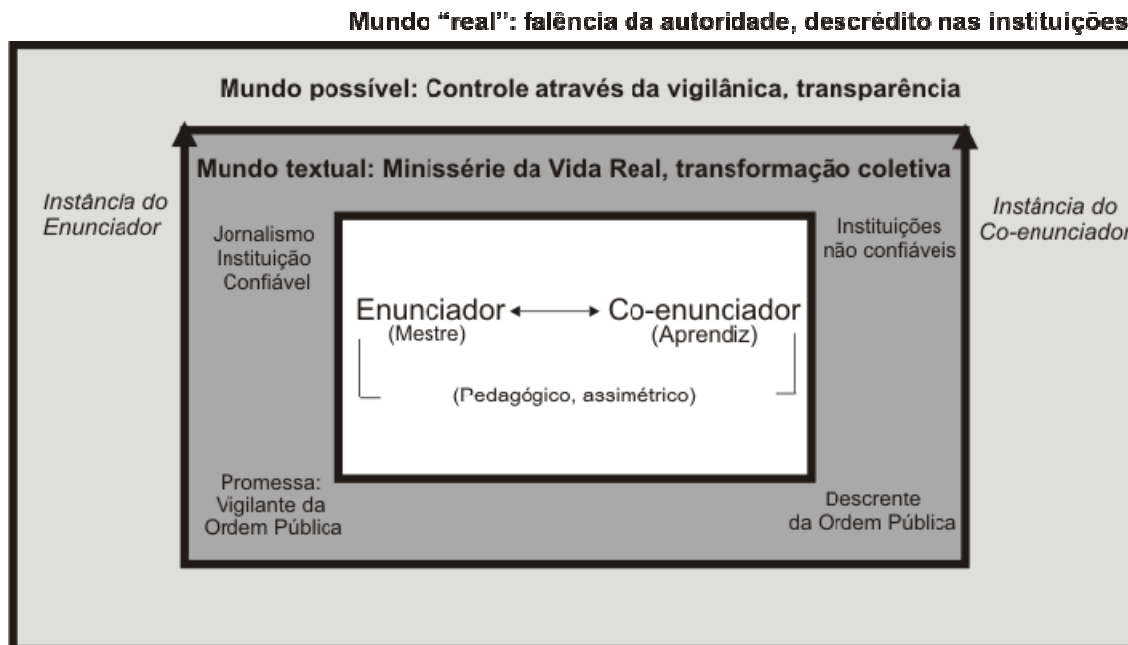 Mundo “real”: falência da autoridade, descrédito nas instituições
Mundo possível: Controle através da vigilânica, transparência
Mundo textual: Minissérie da Vida Real, transformação coletiva
Instância do
Enunciador
Jornalismo
Instituição
Confiável
Instituições
não confiáveis
Instância do
Co-enunciador
Enunciador
(Mestre)
Co-enunciador
(Aprendiz)
(Pedagógico, assimétrico)
Promessa:
Vigilante da
Ordem Pública
Descrente
da Ordem Pública